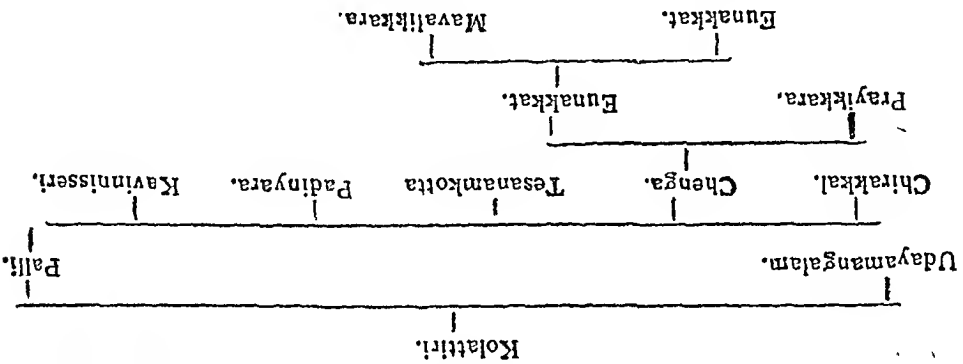 Kolattiri.
Udayamangalam. Palli.
Chirakkal. Chenga. Tesanamkotta Padinyara. Kavinnisseri.
Prayikkara. Eunakkat.
Eunakkat. Mavalikkara.